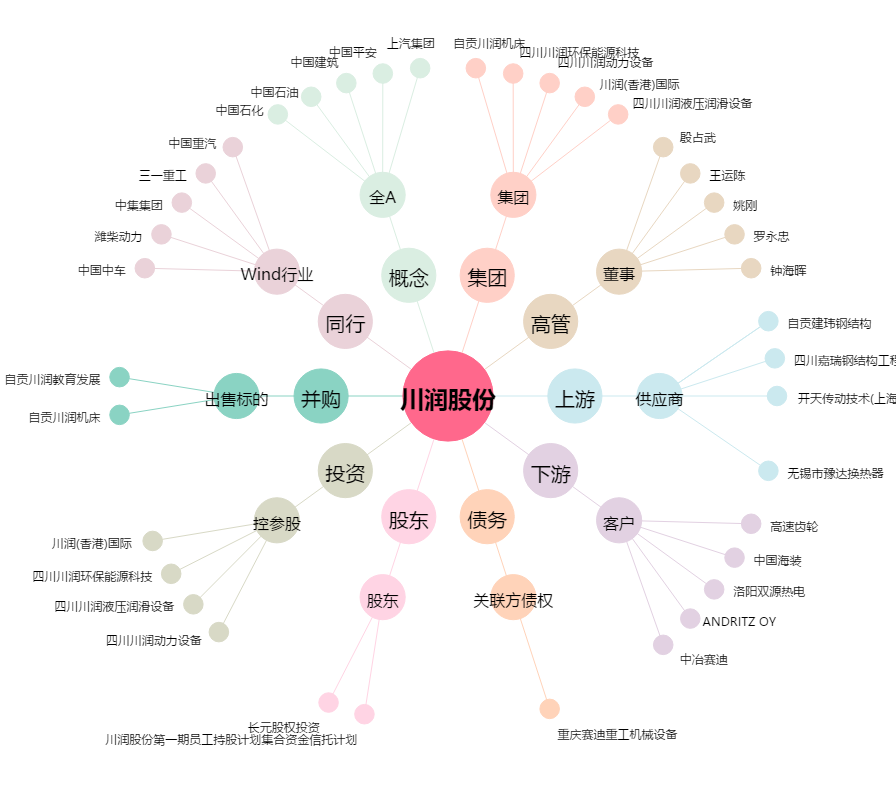 上汽集团
中国平安
中国建筑
中国石油
中国石化
全A
概念
自贡川润机床
四川川润环保能源科技
四川川润动力设备
川润(香港)国际
四川川润液压润滑设备
集团
集团
中国重汽
三一重工
中集集团
潍柴动力
中国中车
Wind行业
同行
殷占武
王运陈
姚刚
罗永忠
钟海晖
董事
高管
自贡川润教育发展
自贡川润机床
出售标的
并购
川润股份
上游
供应商
自贡建玮钢结构
四川嘉瑞钢结构工程
开天传动技术(上海
无锡市豫达换热器
投资
控参股
川润(香港)国际
四川川润环保能源科技
四川川润液压润滑设备
四川川润动力设备
股东
股东
长元股权投资
川润股份第一期员工持股计划集合资金信托计划
债务
关联方债权
重庆赛迪重工机械设备
下游
客户
高速齿轮
中国海装
洛阳双源热电
ANDRITZ OY
中冶赛迪